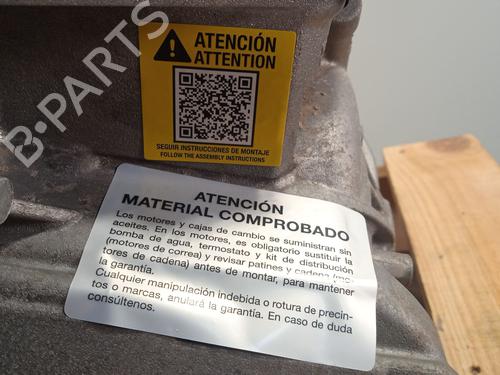 ATENCIÓN
ATTENTION
SEGUIR INSTRUCCIONES DE MONTAJE
FOLLOW THE ASSEMBLY INSTRUCTIONS
B-PARTS
ATENCIÓN
MATERIAL COMPROBADO
Los motores y cajas de cambio se suministran sin
aceites. En los motores, es obligatorio sustituir la
bomba de agua, termostato y kit de distribución
(motores de correa) y revisar patines y cadena (mo-
tores de cadena) antes de montar, para mantener
la garantía.
Cualquier manipulación indebida o rotura de precin-
tos o marcas, anulará la garantía. En caso de duda
consúltenos.